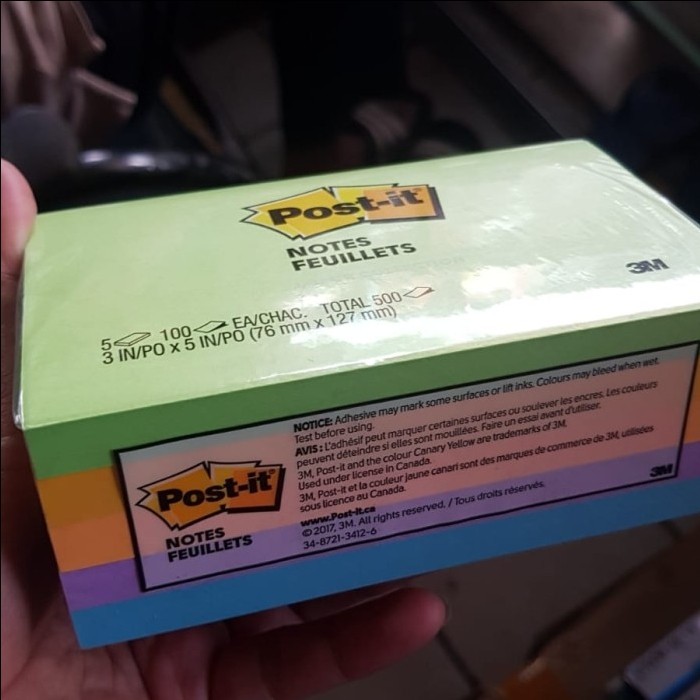 Post-it
NOTES
FEUILLETS
3M
5 100 EA/CHAC. TOTAL 500
3 IN/PO x 5 IN/PO (76 mm x 127 mm)
Post-it
NOTES
FEUILLETS
NOTICE: Adhesive may mark some surfaces or lift inks. Colours may bleed when wet.
Test before using.
AVIS : L'adhésif peut marquer certaines surfaces ou soulever les encres. Les couleurs
peuvent déteindre si elles sont mouillées. Faire un essai avant d'utiliser.
3M, Post-it and the colour Canary Yellow are trademarks of 3M.
Used under license in Canada.
3M, Post-it et la couleur jaune canari sont des marques de commerce de 3M, utilisées
sous licence au Canada.
www.Post-it.ca
©2017, 3M. All rights reserved. / Tous droits réservés.
34-8721-3412-6
3M